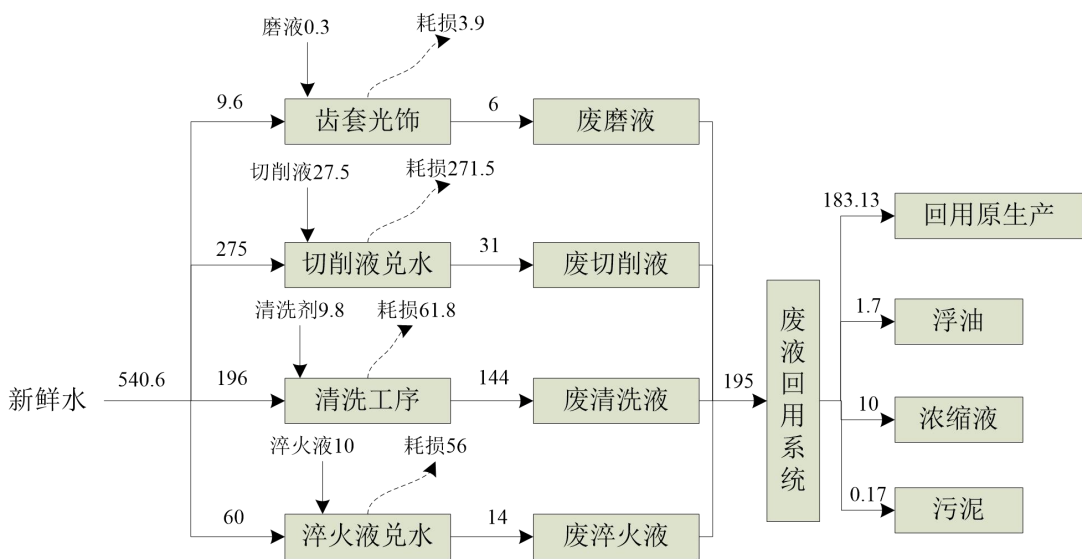 磨液0.3
耗损3.9
9.6
齿套光饰
6
废磨液
切削液27.5
耗损271.5
275
切削液兑水
31
废切削液
清洗剂9.8
耗损61.8
新鲜水
540.6
196
清洗工序
144
废清洗液
195
淬火液10
耗损56
60
淬火液兑水
14
废淬火液
废液回用系统
183.13
回用原生产
1.7
浮油
10
浓缩液
0.17
污泥